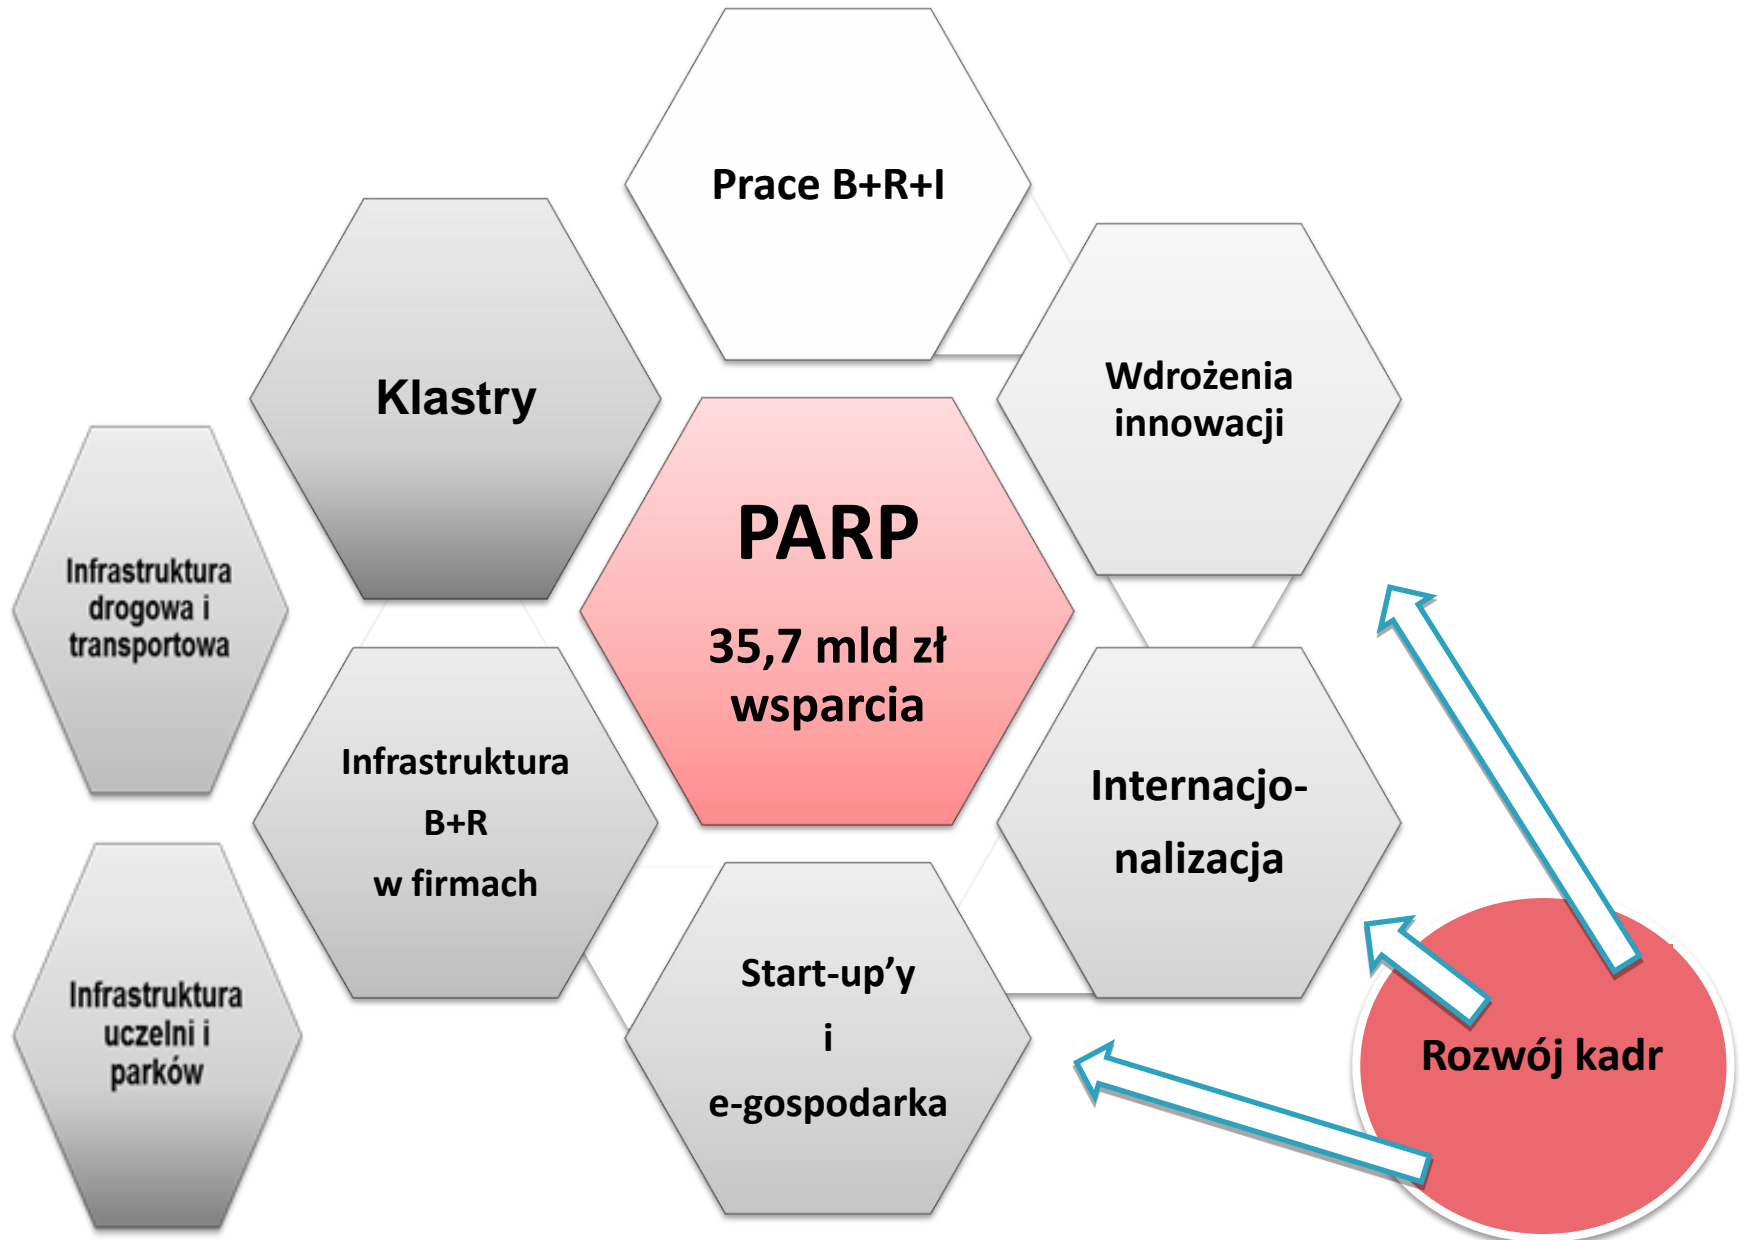 Prace B+R+I
Klastry
Wdrożenia
innowacji
PARP
35,7 mld zł
wsparcia
Infrastruktura
drogowa i
transportowa
Infrastruktura
B+R
w firmach
Internacjo-
nalizacja
Infrastruktura
uczelni i
parków
Start-up’y
i
e-gospodarka
Rozwój kadr